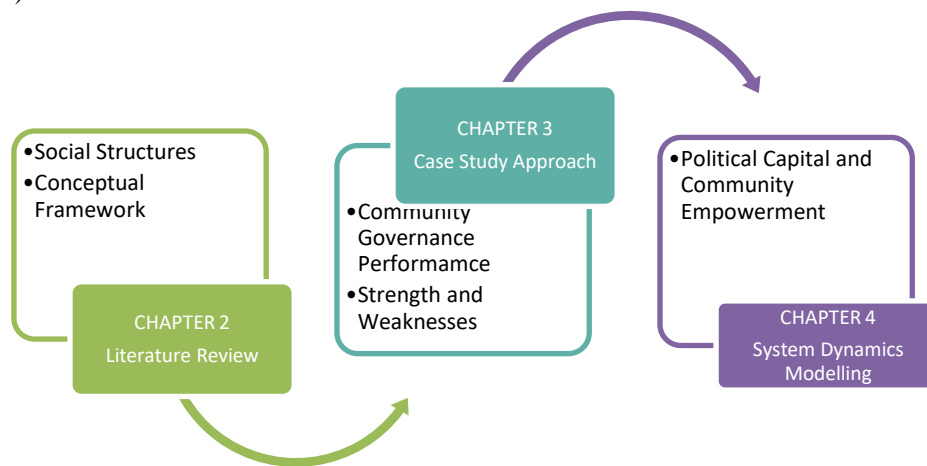 )
•Social Structures
•Conceptual
Framework
CHAPTER 2
Literature Review
CHAPTER 3
Case Study Approach
•Community
Governance
Performamce
•Strength and
Weaknesses
•Political Capital and
Community
Empowerment
CHAPTER 4
System Dynamics
Modelling